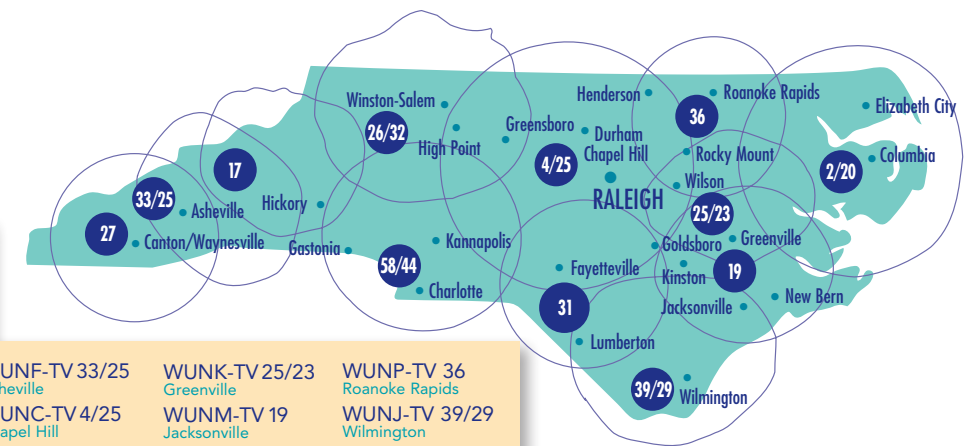 Henderson
Roanoke Rapids
Winston-Salem
36
Elizabeth City
26/32
Greensboro
Durham
High Point
4/25
Chapel Hill
Rocky Mount
Columbia
17
2/20
RALEIGH
Wilson
33/25
Asheville
Hickory
25/23
27
Canton/Waynesville
Gastonia
Kannapolis
Goldsboro
Greenville
58/44
Fayetteville
Kinston
19
Charlotte
31
Jacksonville
New Bern
Lumberton
39/29
Wilmington
UNF-TV 33/25
heville
UNC-TV 4/25
apel Hill
WUNK-TV 25/23
Greenville
WUNM-TV 19
Jacksonville
WUNP-TV 36
Roanoke Rapids
WUNJ-TV 39/29
Wilmington